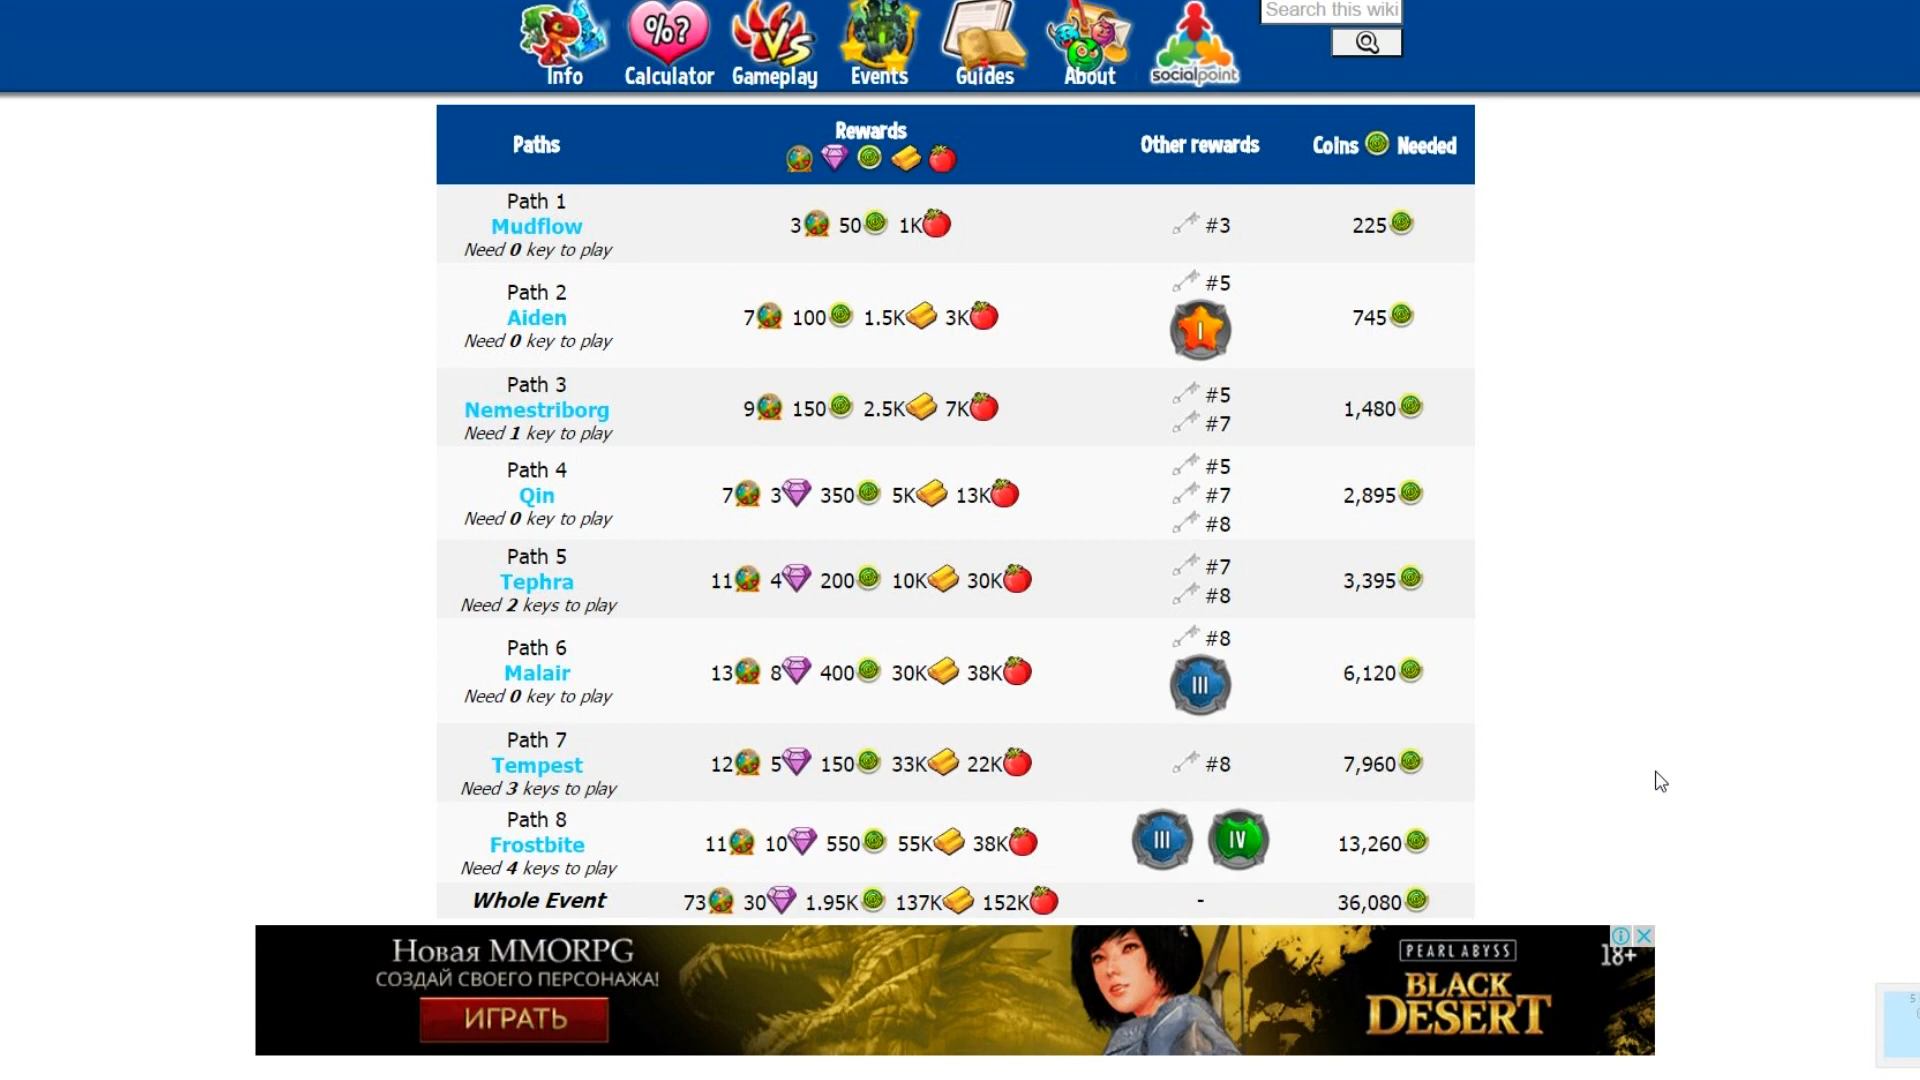 Info Calculator Gameplay Events Guides About socialpoint
Search this wiki
Paths Rewards Other rewards Coins Needed
Path 1
Mudflow
Need 0 key to play
3 50 1K
#3
225
Path 2
Aiden
Need 0 key to play
7 100 1.5K 3K
#5
I
745
Path 3
Nemestriborg
Need 1 key to play
9 150 2.5K 7K
#5
#7
1,480
Path 4
Qin
Need 0 key to play
7 3 350 5K 13K
#5
#7
#8
2,895
Path 5
Tephra
Need 2 keys to play
11 4 200 10K 30K
#7
#8
3,395
Path 6
Malair
Need 0 key to play
13 8 400 30K 38K
#8
III
6,120
Path 7
Tempest
Need 3 keys to play
12 5 150 33K 22K
#8
7,960
Path 8
Frostbite
Need 4 keys to play
11 10 550 55K 38K
III IV
13,260
Whole Event 73 30 1.95K 137K 152K - 36,080
Новая MMORPG
СОЗДАЙ СВОЕГО ПЕРСОНАЖА!
ИГРАТЬ
PEARL ABYSS
BLACK
DESERT
18+
5